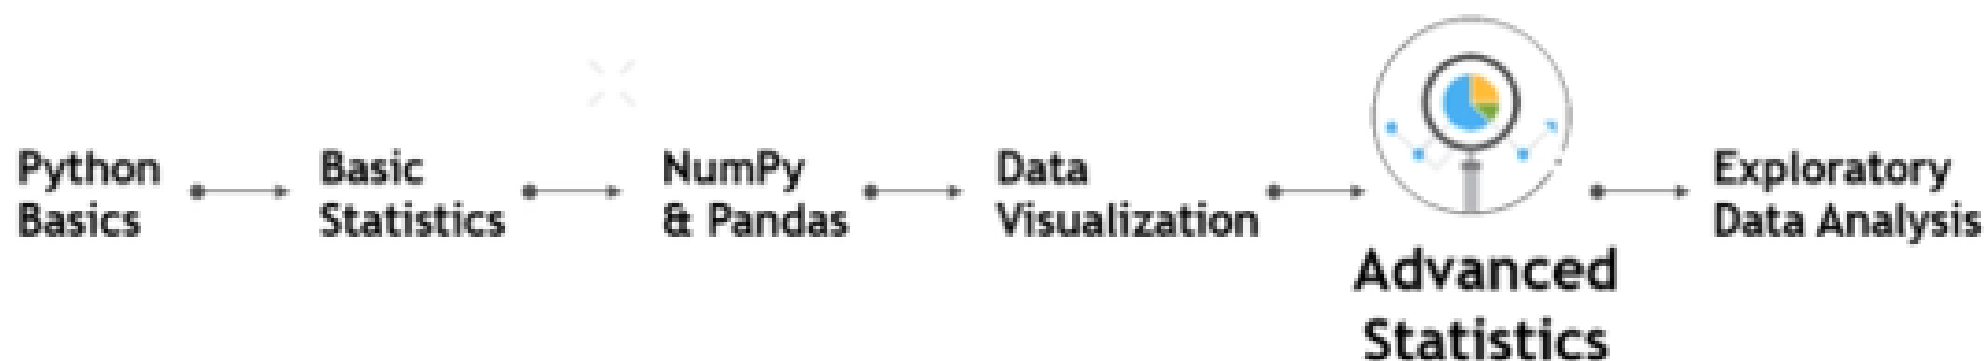 Python
Basics
Basic
Statistics
NumPy
& Pandas
Data
Visualization
Advanced
Statistics
Exploratory
Data Analysis